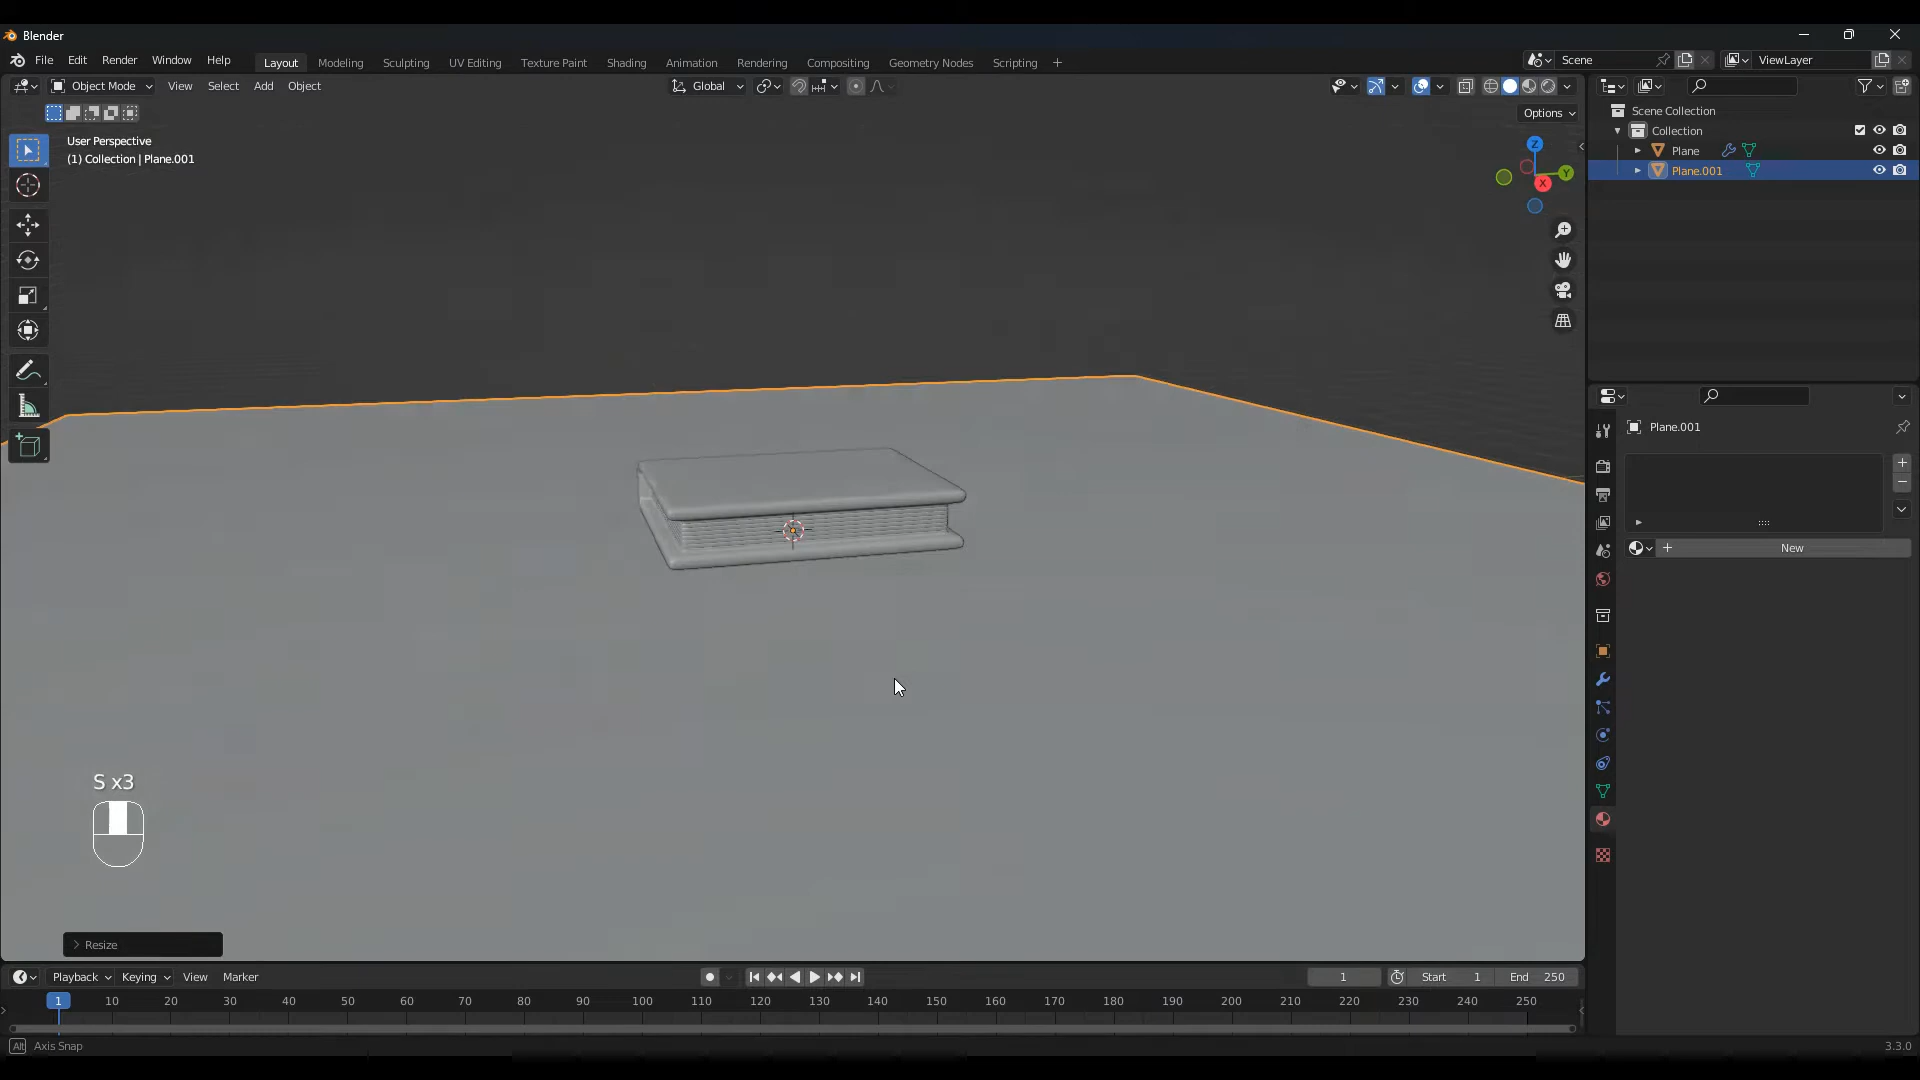 Blender
File Edit Render Window Help Layout Modeling Sculpting UV Editing Texture Paint Shading Animation Rendering Compositing Geometry Nodes Scripting + Scene ViewLayer
Object Mode View Select Add Object Global
Options
User Perspective
(1) Collection | Plane.001
Z
Y
X
Scene Collection
Collection
Plane
Plane.001
Plane.001
+ New
S x3
> Resize
Playback Keying View Marker 1 Start 1 End 250
1 10 20 30 40 50 60 70 80 90 100 110 120 130 140 150 160 170 180 190 200 210 220 230 240 250
Alt Axis Snap 3.3.0